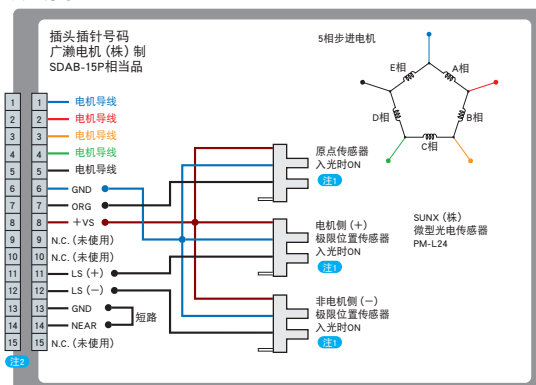 插头插针号码
广濑电机(株)制
SDAB-15P相当品
5相步进电机
E相
A相
D相
B相
C相
1 1 电机导线
2 2 电机导线
3 3 电机导线
4 4 电机导线
5 5 电机导线
6 6 GND
7 7 ORG
8 8 +VS
9 9 N.C.(未使用)
10 10 N.C.(未使用)
11 11 LS(+)
12 12 LS(-)
13 13 GND
14 14 NEAR
短路
15 15 N.C.(未使用)
注2
原点传感器
入光时ON
注1
电机侧(+)
极限位置传感器
入光时ON
注1
非电机侧(-)
极限位置传感器
入光时ON
注1
SUNX(株)
微型光电传感器
PM-L24